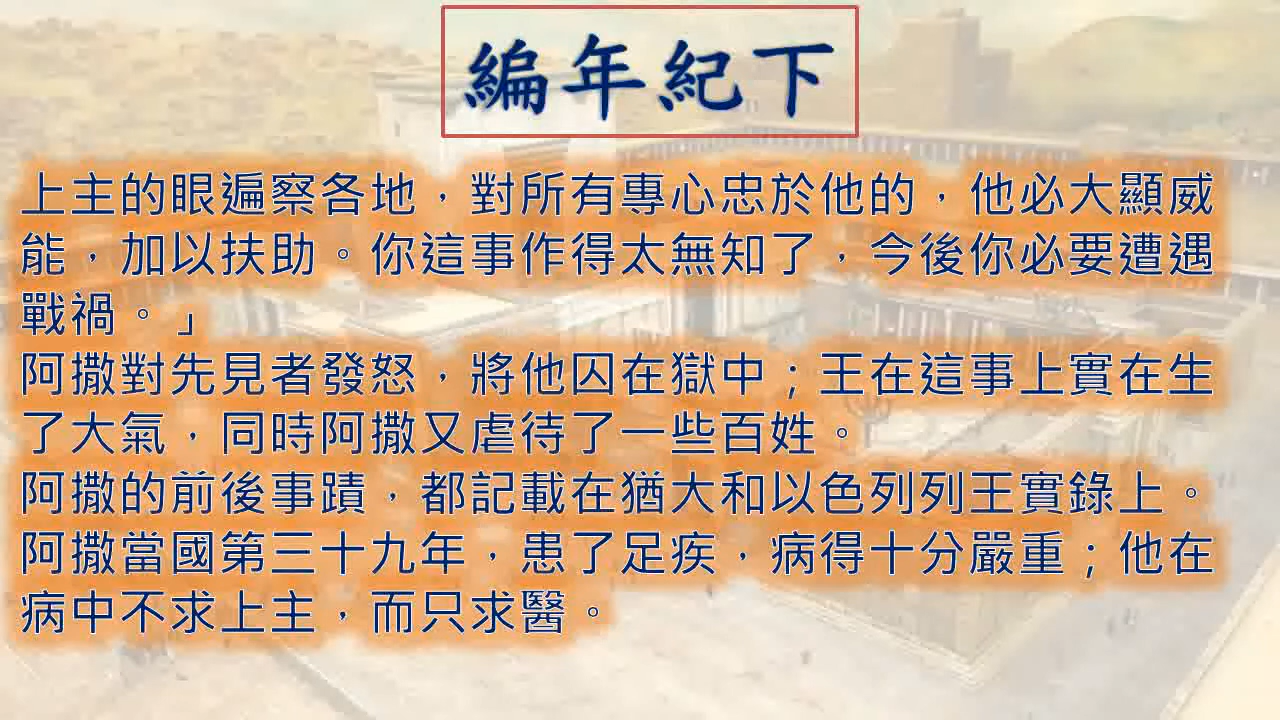 編年紀下
上主的眼遍察各地，對所有專心忠於他的，他必大顯威
能，加以扶助。你這事作得太無知了，今後你必要遭遇
戰禍。」
阿撒對先見者發怒，將他囚在獄中；王在這事上實在生
了大氣，同時阿撒又虐待了一些百姓。
阿撒的前後事蹟，都記載在猶大和以色列列王實錄上。
阿撒當國第三十九年，患了足疾，病得十分嚴重；他在
病中不求上主，而只求醫。